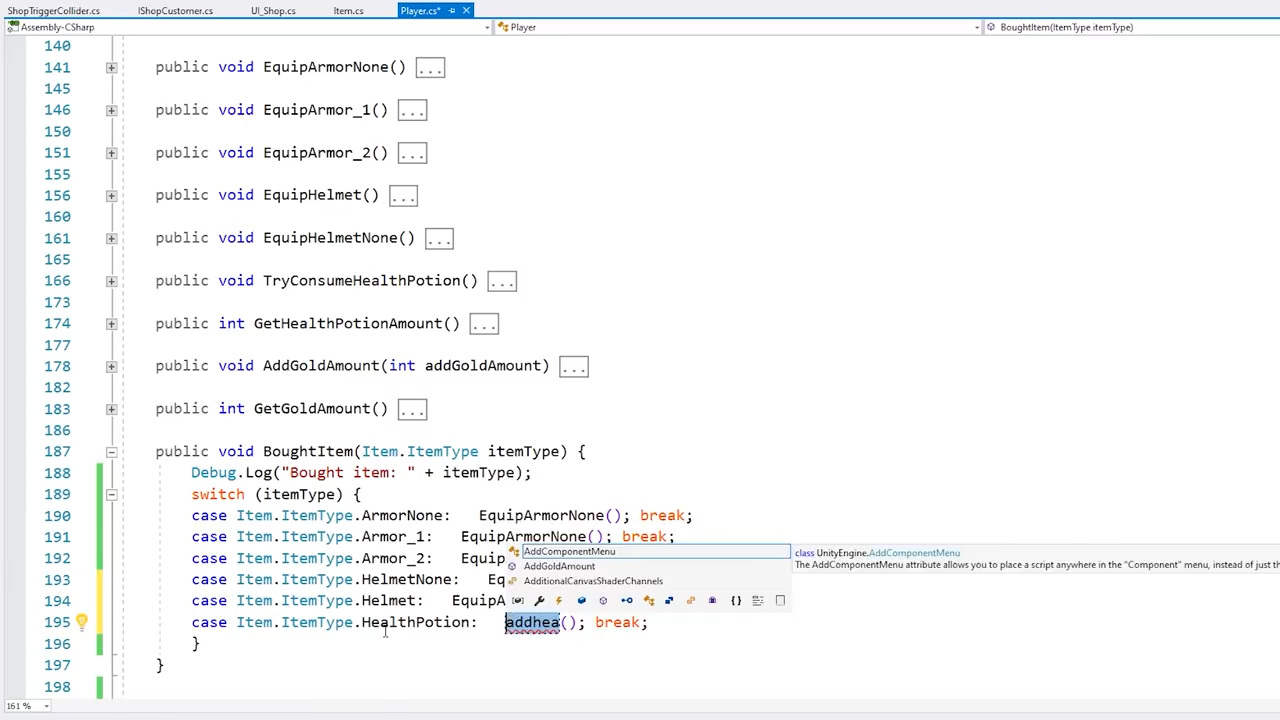 ShopTriggerCollider.cs IShopCustomer.cs UI_Shop.cs Item.cs Player.cs*
Assembly-CSharp Player BoughtItem(ItemType itemType)
140
141 public void EquipArmorNone() ...
145
146 public void EquipArmor_1() ...
150
151 public void EquipArmor_2() ...
155
156 public void EquipHelmet() ...
160
161 public void EquipHelmetNone() ...
165
166 public void TryConsumeHealthPotion() ...
173
174 public int GetHealthPotionAmount() ...
177
178 public void AddGoldAmount(int addGoldAmount) ...
182
183 public int GetGoldAmount() ...
186
187 public void BoughtItem(Item.ItemType itemType) {
188 Debug.Log("Bought item: " + itemType);
189 switch (itemType) {
190 case Item.ItemType.ArmorNone: EquipArmorNone(); break;
191 case Item.ItemType.Armor_1: EquipArmorNone(); break;
192 case Item.ItemType.Armor_2: Equip
193 case Item.ItemType.HelmetNone: Eq
194 case Item.ItemType.Helmet: EquipA
195 case Item.ItemType.HealthPotion: addhea(); break;
196 }
197 }
198
AddComponentMenu
AddGoldAmount
AdditionalCanvasShaderChannels
class UnityEngine.AddComponentMenu
The AddComponentMenu attribute allows you to place a script anywhere in the "Component" menu, instead of just th
161 %